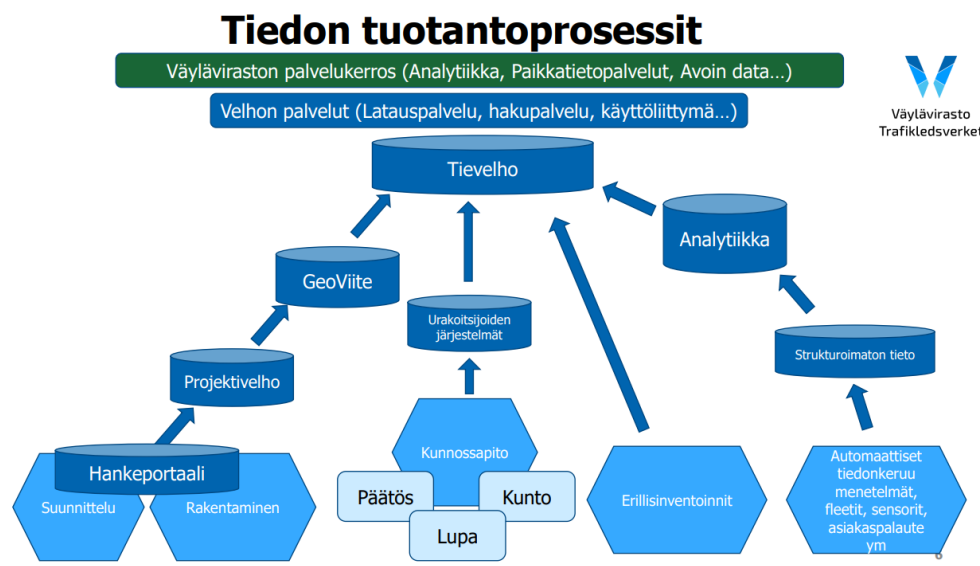 Tiedon tuotantoprosessit
Väyläviraston palvelukerros (Analytiikka, Paikkatietopalvelut, Avoin data...)
Velhon palvelut (Latauspalvelu, hakupalvelu, käyttöliittymä...)
Väylävirasto
Trafikledsverket
Tievelho
Analytiikka
GeoViite
Urakoitsijoiden
järjestelmät
Strukturoimaton tieto
Projektivelho
Hankeportaali
Suunnittelu
Rakentaminen
Kunnossapito
Päätös
Kunto
Lupa
Erillisinventoinnit
Automaattiset
tiedonkeruu
menetelmät,
fleetit, sensorit,
asiakaspalaute
ym